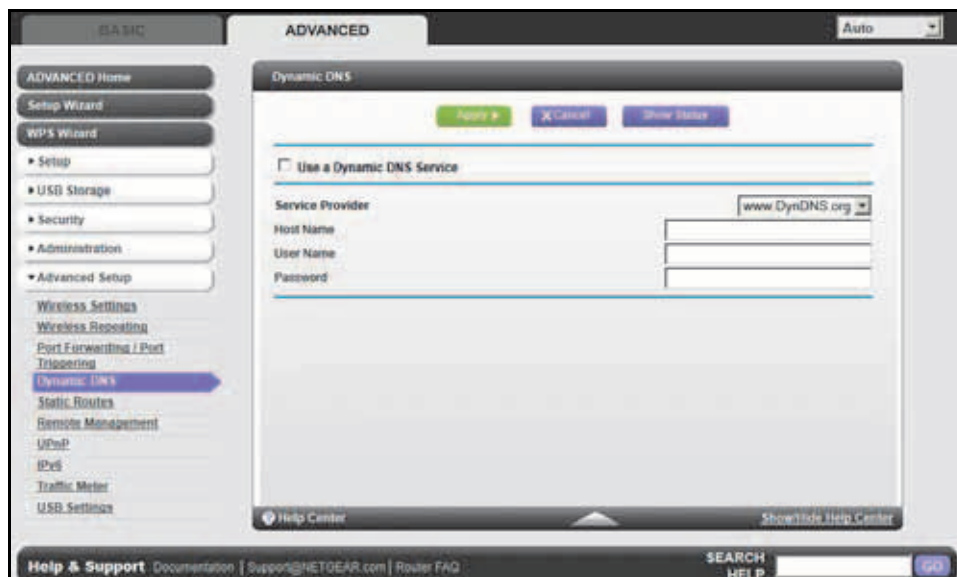 BASIC
ADVANCED
Auto
ADVANCED Home
Setup Wizard
WPS Wizard
Setup
USB Storage
Security
Administration
Advanced Setup
Wireless Settings
Wireless Repeating
Port Forwarding / Port
Triggering
Dynamic DNS
Static Routes
Remote Management
UPnP
IPv6
Traffic Meter
USB Settings
Dynamic DNS
Apply
X Cancel
Show Status
Use a Dynamic DNS Service
Service Provider
www.DynDNS.org
Host Name
User Name
Password
Help Center
Show/Hide Help Center
Help & Support Documentation | Support@NETGEAR.com | Router FAQ
SEARCH
HELP
GO